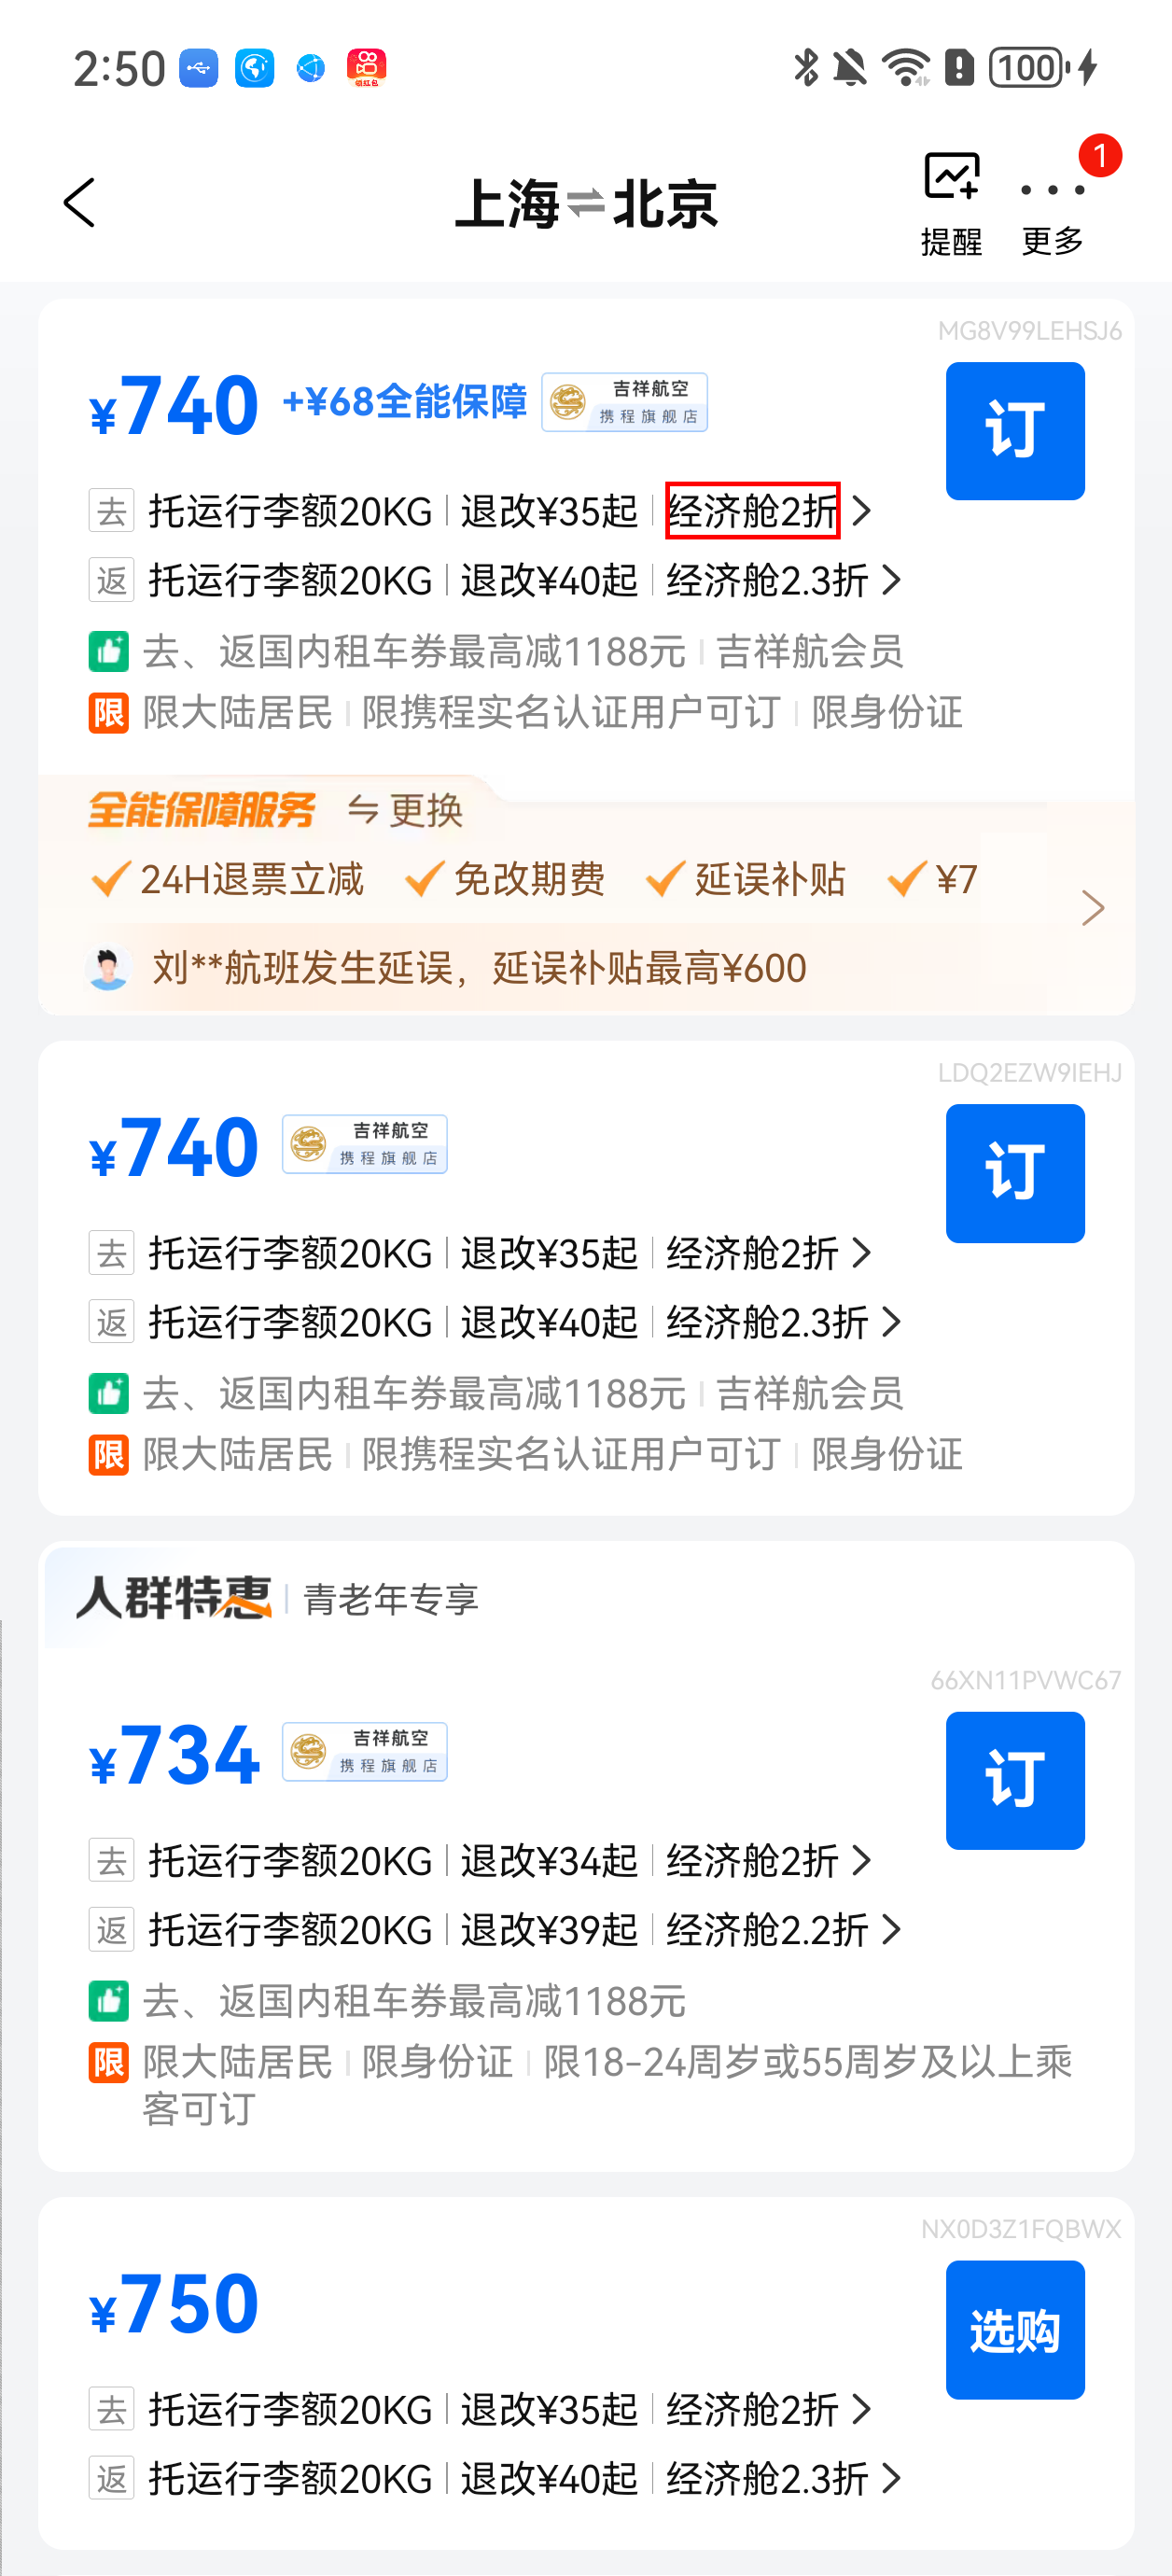 2:50
领红包
100
上海⇌北京
提醒
更多
1
MG8V99LEHSJ6
¥740 +¥68全能保障 吉祥航空
携程旗舰店
订
去 托运行李额20KG 退改¥35起 经济舱2折
返 托运行李额20KG 退改¥40起 经济舱2.3折
去、返国内租车券最高减1188元 吉祥航会员
限 限大陆居民 限携程实名认证用户可订 限身份证
全能保障服务 ⇋更换
24H退票立减 免改期费 延误补贴 ¥7
刘**航班发生延误，延误补贴最高¥600
LDQ2EZW9IEHJ
¥740 吉祥航空
携程旗舰店
订
去 托运行李额20KG 退改¥35起 经济舱2折
返 托运行李额20KG 退改¥40起 经济舱2.3折
去、返国内租车券最高减1188元 吉祥航会员
限 限大陆居民 限携程实名认证用户可订 限身份证
人群特惠 青老年专享
66XN11PVWC67
¥734 吉祥航空
携程旗舰店
订
去 托运行李额20KG 退改¥34起 经济舱2折
返 托运行李额20KG 退改¥39起 经济舱2.2折
去、返国内租车券最高减1188元
限 限大陆居民 限身份证 限18-24周岁或55周岁及以上乘
客可订
NX0D3Z1FQBWX
¥750
选购
去 托运行李额20KG 退改¥35起 经济舱2折
返 托运行李额20KG 退改¥40起 经济舱2.3折